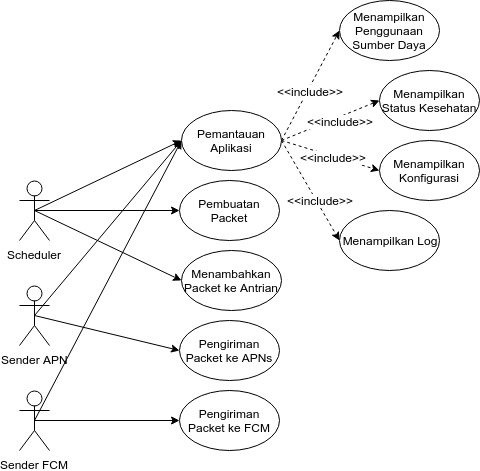 Menampilkan
Penggunaan
Sumber Daya
<<include>>
Menampilkan
Status Kesehatan
<<include>>
Pemantauan
Aplikasi
<<include>>
Menampilkan
Konfigurasi
<<include>>
Menampilkan Log
Pembuatan
Packet
Scheduler
Menambahkan
Packet ke Antrian
Pengiriman
Packet ke APNs
Sender APN
Pengiriman
Packet ke FCM
Sender FCM